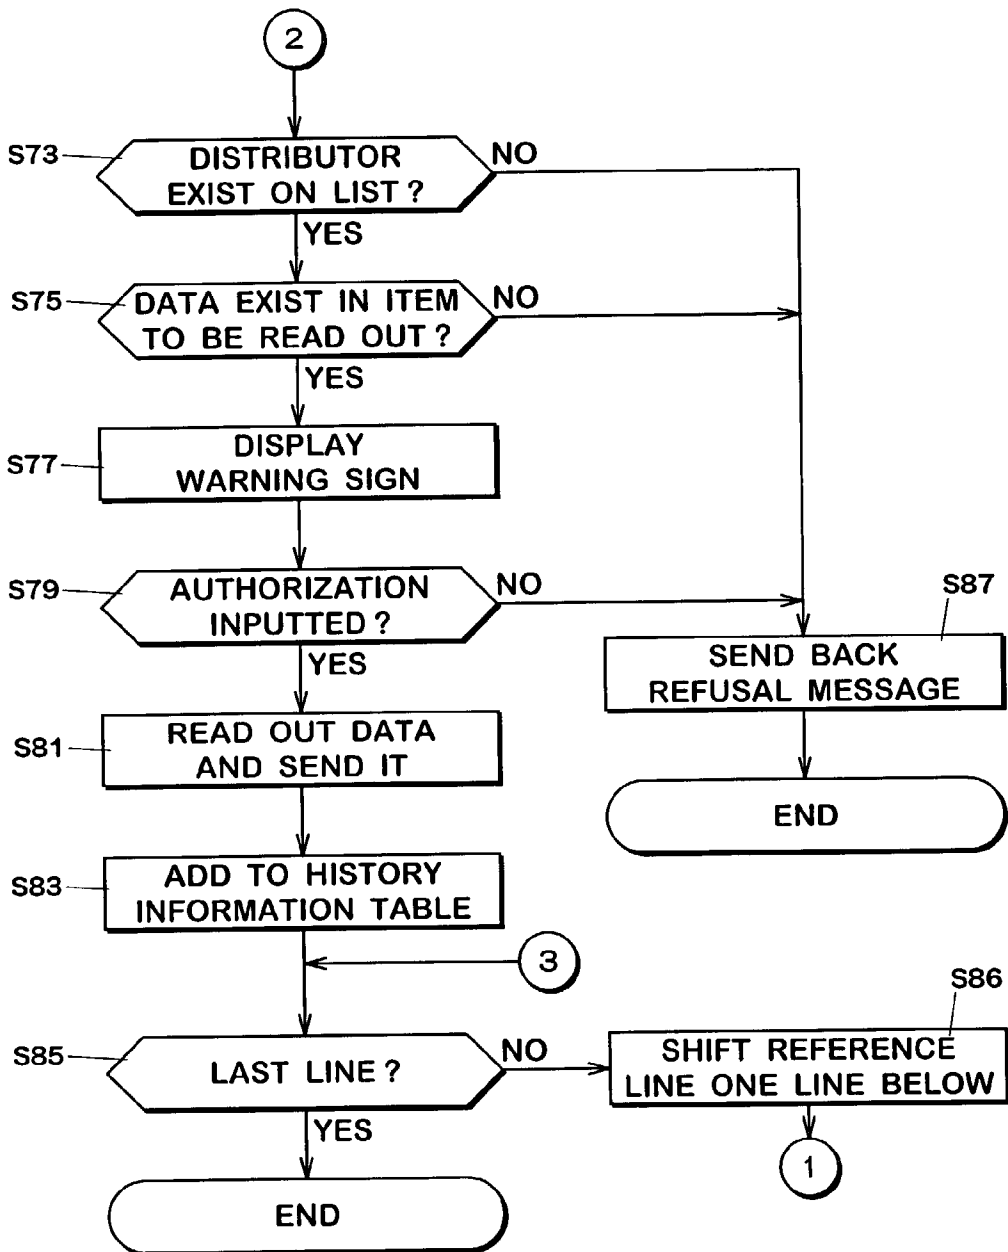 2
S73
DISTRIBUTOR
EXIST ON LIST?
NO
YES
S75
DATA EXIST IN ITEM
TO BE READ OUT?
NO
YES
S77
DISPLAY
WARNING SIGN
S79
AUTHORIZATION
INPUTTED?
NO
YES
S87
SEND BACK
REFUSAL MESSAGE
END
S81
READ OUT DATA
AND SEND IT
S83
ADD TO HISTORY
INFORMATION TABLE
3
S85
LAST LINE?
NO
YES
S86
SHIFT REFERENCE
LINE ONE LINE BELOW
1
END